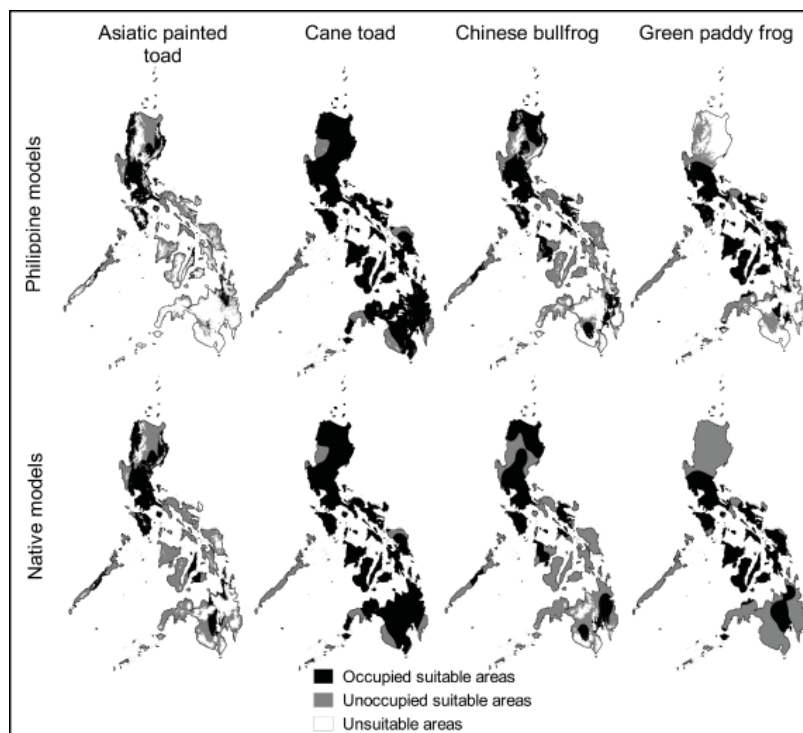 Asiatic painted
toad
Cane toad
Chinese bullfrog
Green paddy frog
Philippine models
Native models
Occupied suitable areas
Unoccupied suitable areas
Unsuitable areas